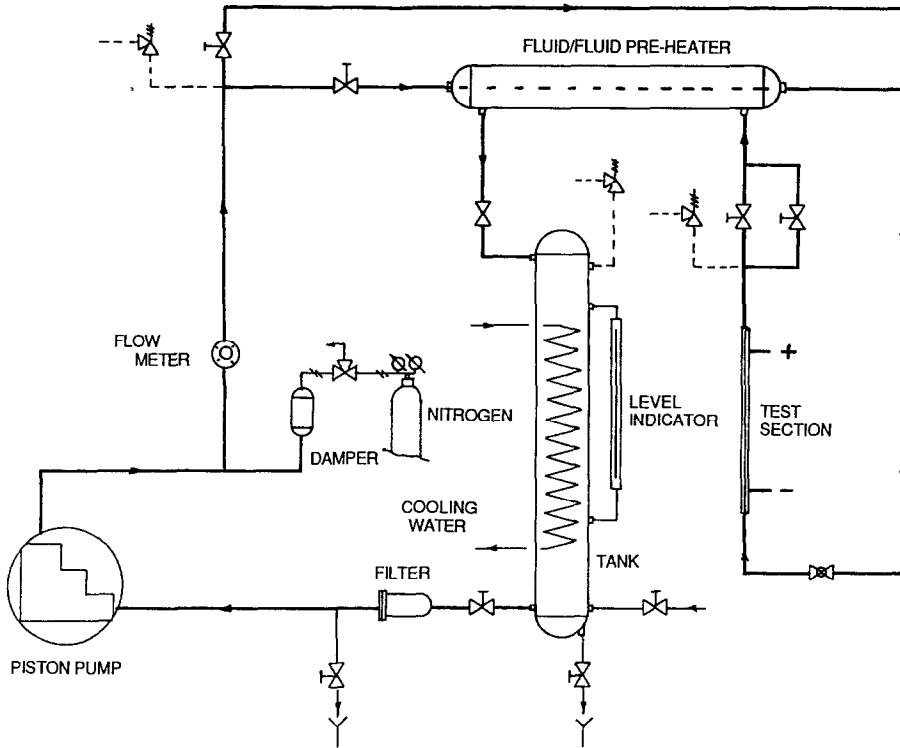 FLUID/FLUID PRE-HEATER
FLOW
METER
NITROGEN
DAMPER
LEVEL
INDICATOR
+
TEST
SECTION
-
COOLING
WATER
TANK
FILTER
PISTON PUMP